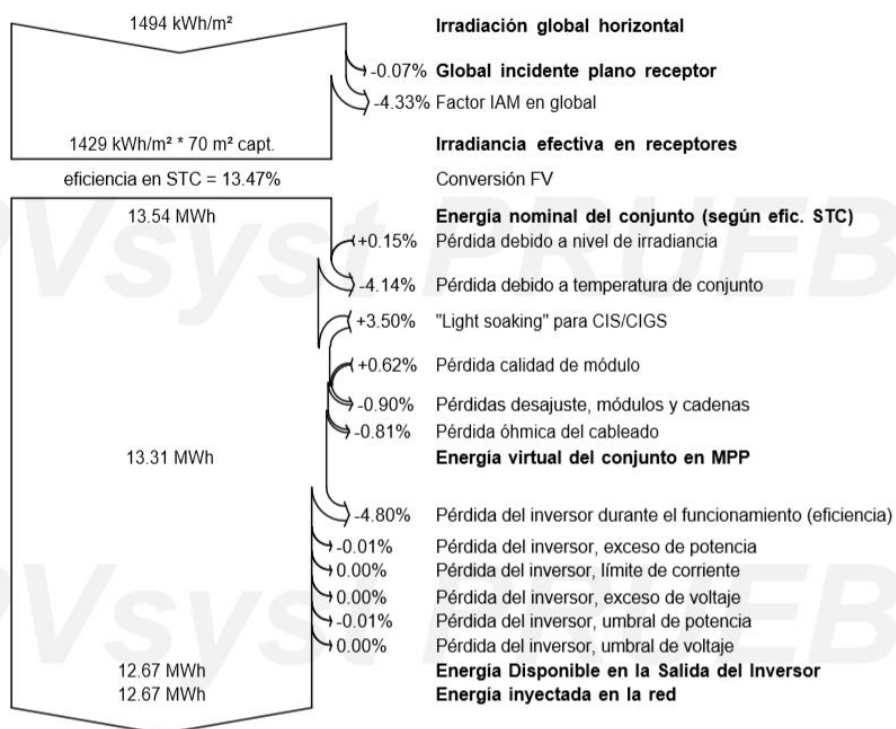 1494 kWh/m² Irradiación global horizontal
-0.07% Global incidente plano receptor
-4.33% Factor IAM en global
1429 kWh/m² * 70 m² capt. Irradiancia efectiva en receptores
eficiencia en STC = 13.47% Conversión FV
13.54 MWh Energía nominal del conjunto (según efic. STC)
+0.15% Pérdida debido a nivel de irradiancia
-4.14% Pérdida debido a temperatura de conjunto
+3.50% "Light soaking" para CIS/CIGS
+0.62% Pérdida calidad de módulo
-0.90% Pérdidas desajuste, módulos y cadenas
-0.81% Pérdida óhmica del cableado
13.31 MWh Energía virtual del conjunto en MPP
-4.80% Pérdida del inversor durante el funcionamiento (eficiencia)
-0.01% Pérdida del inversor, exceso de potencia
0.00% Pérdida del inversor, límite de corriente
0.00% Pérdida del inversor, exceso de voltaje
-0.01% Pérdida del inversor, umbral de potencia
0.00% Pérdida del inversor, umbral de voltaje
12.67 MWh Energía Disponible en la Salida del Inversor
12.67 MWh Energía inyectada en la red
PVsyst PRUEB
PVsyst PRUEB